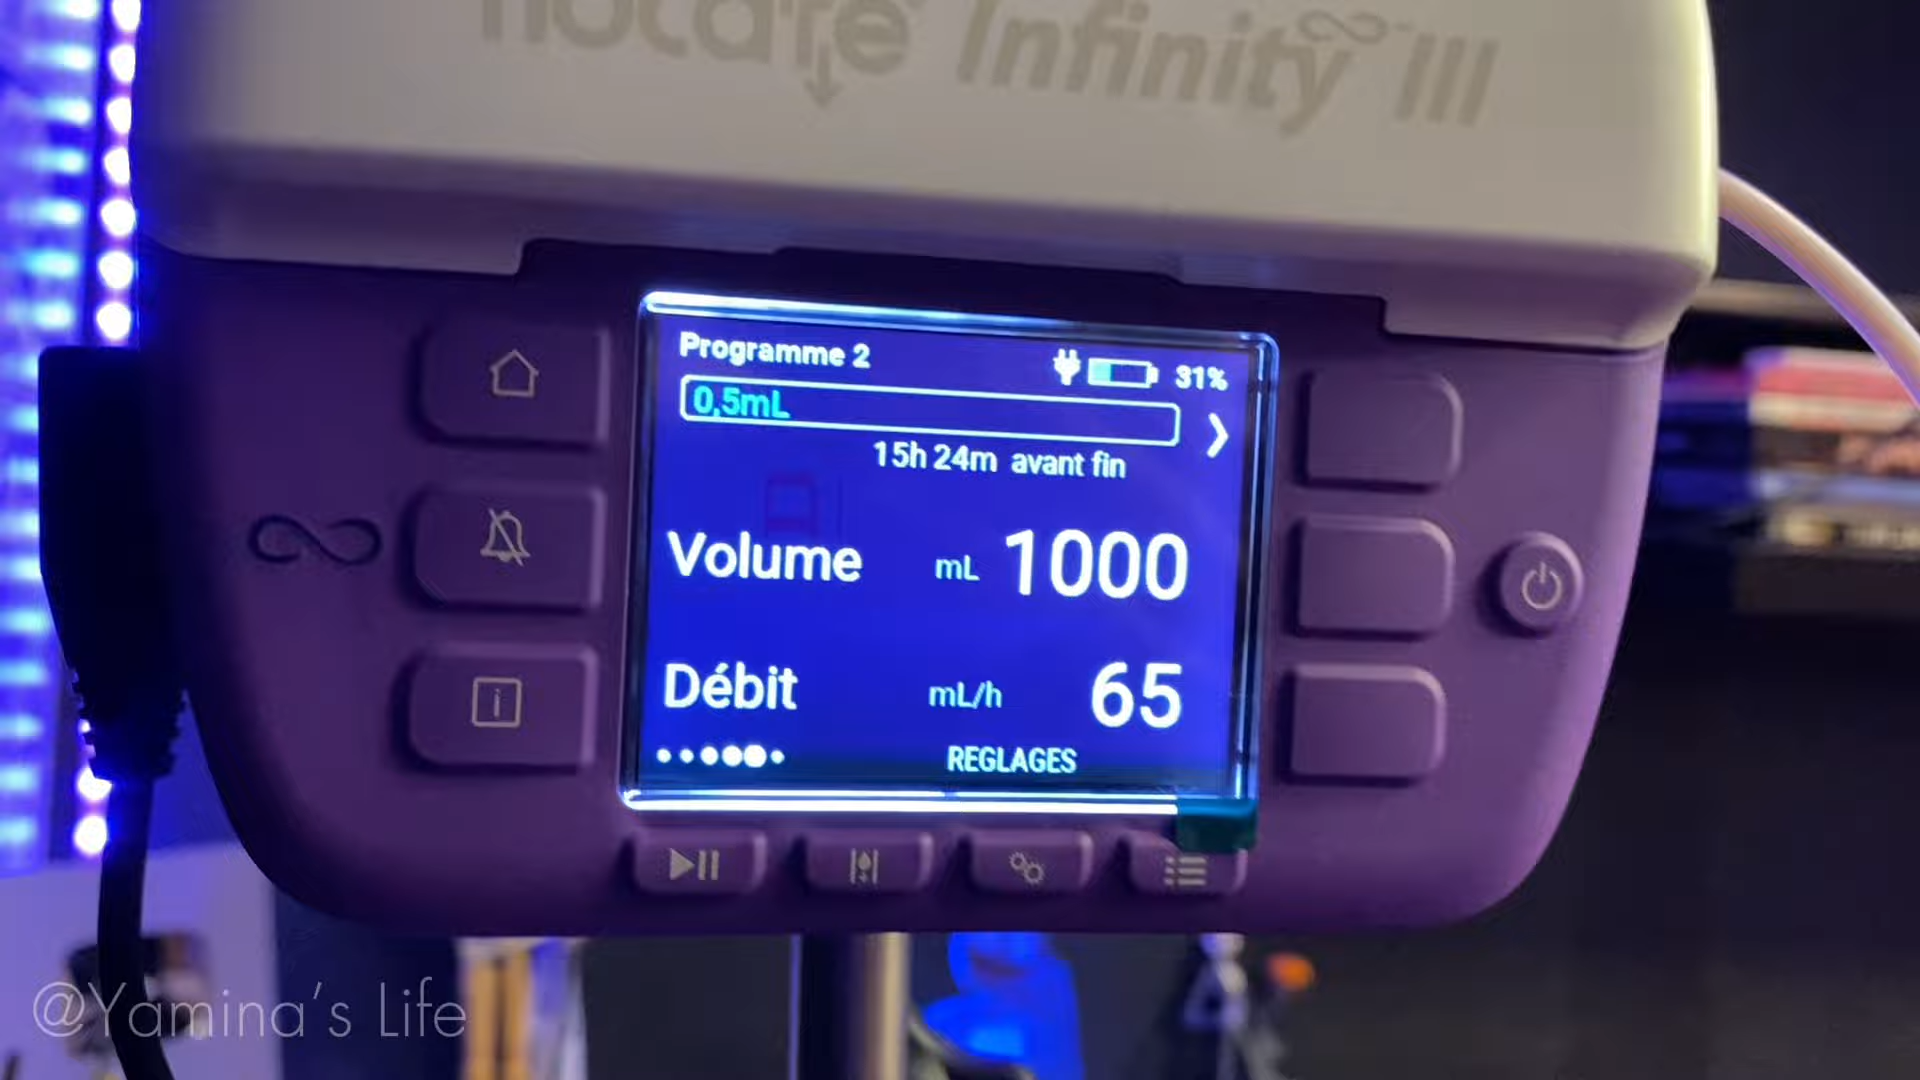 Infinity III
Programme 2
31%
0,5mL
15h 24m avant fin
Volume mL 1000
Débit mL/h 65
REGLAGES
@Yamina's Life